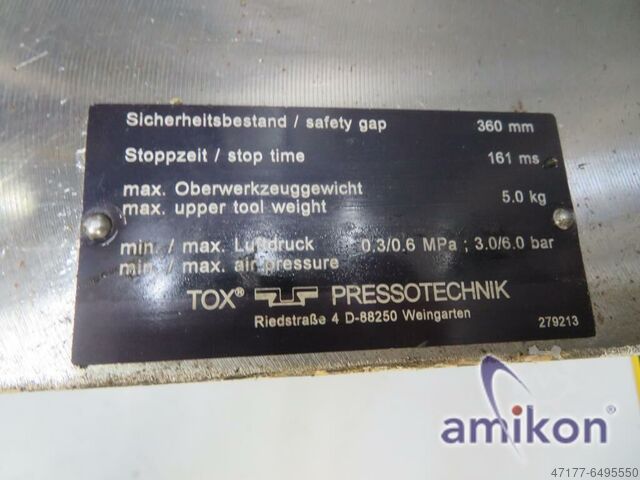 Sicherheitsbestand / safety gap 360 mm
Stoppzeit / stop time 161 ms
max. Oberwerkzeuggewicht 5.0 kg
max. upper tool weight
min. / max. Luftdruck 0.3/0.6 MPa ; 3.0/6.0 bar
min. / max. air pressure
TOX® PRESSOTECHNIK
Riedstraße 4 D-88250 Weingarten
279213
amikon
47177-6495550